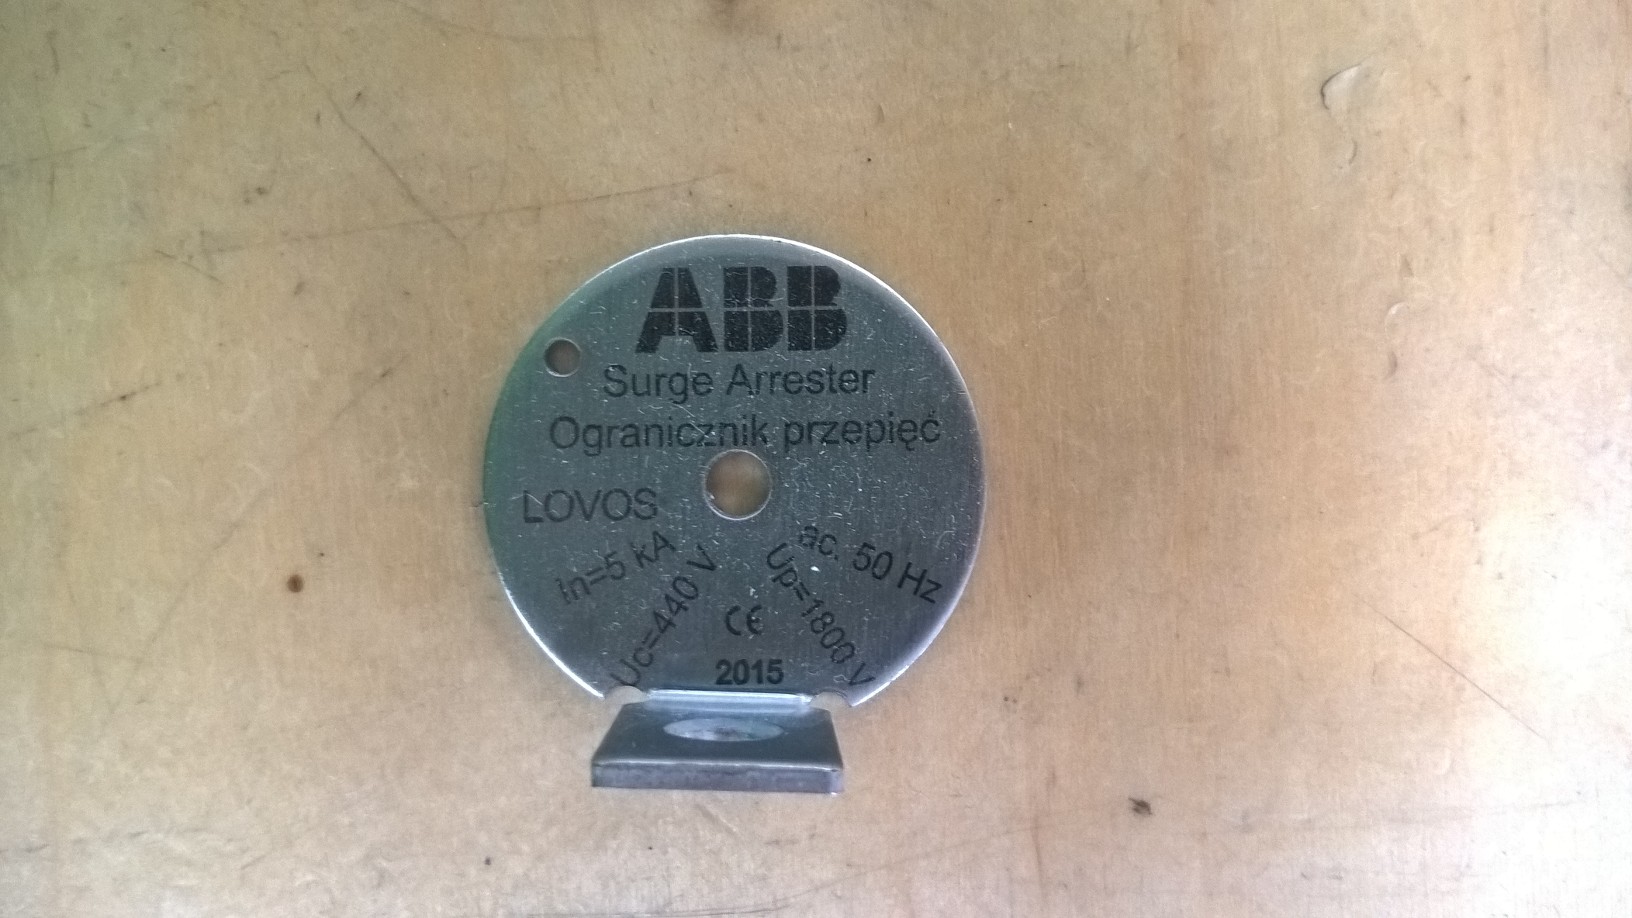 ABB
Surge Arrester
Ogranicznik przepięć
LOVOS
In=5 kA
Uc=440 V
ac. 50 Hz
Up=1800 V
CE
2015